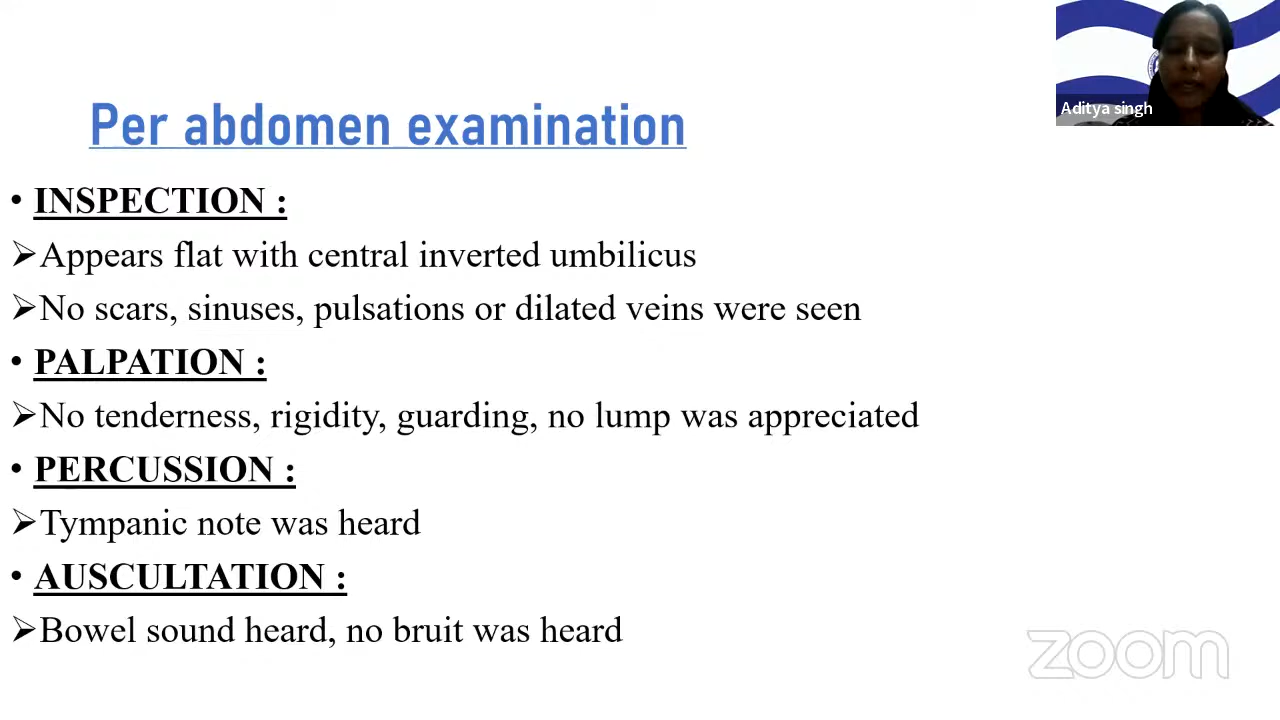 Per abdomen examination
Aditya singh
• INSPECTION :
➢Appears flat with central inverted umbilicus
➢No scars, sinuses, pulsations or dilated veins were seen
• PALPATION :
➢No tenderness, rigidity, guarding, no lump was appreciated
• PERCUSSION :
➢Tympanic note was heard
• AUSCULTATION :
➢Bowel sound heard, no bruit was heard
zoom